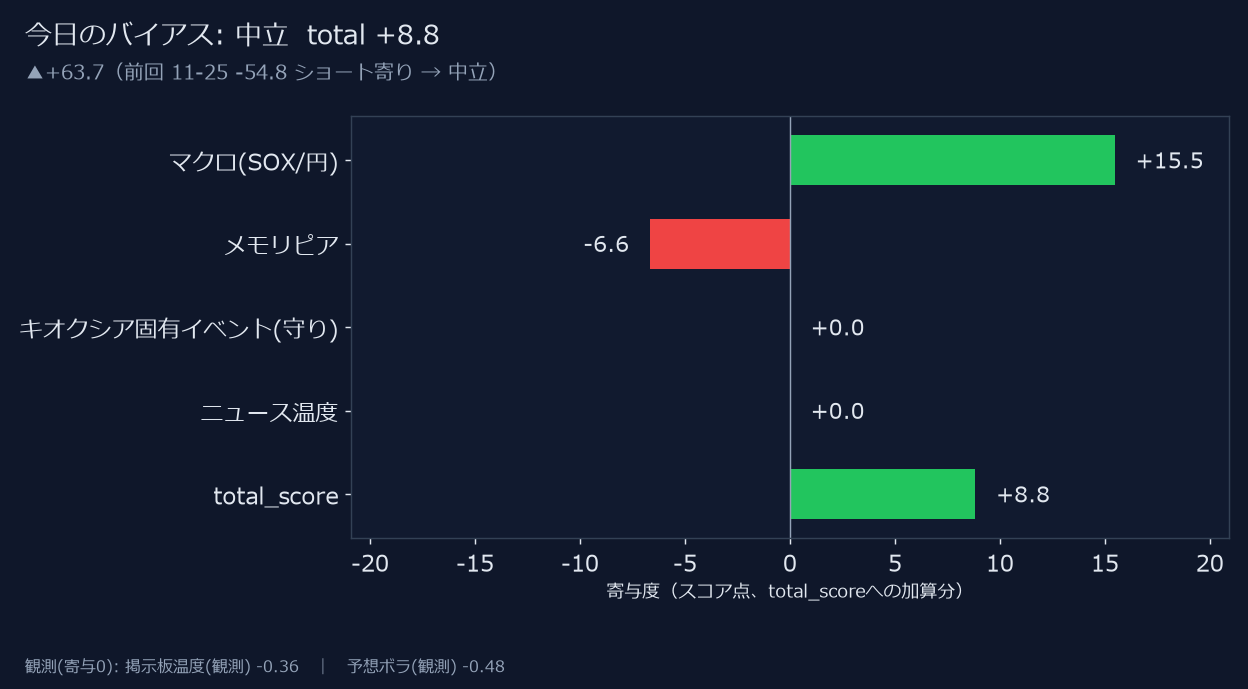 今日のバイアス: 中立 total +8.8
▲+63.7（前回 11-25 -54.8 ショート寄り → 中立）
マクロ(SOX/円)
+15.5
メモリピア
-6.6
キオクシア固有イベント(守り)
+0.0
ニュース温度
+0.0
total_score
+8.8
-20 -15 -10 -5 0 5 10 15 20
寄与度（スコア点、total_scoreへの加算分）
観測(寄与0): 掲示板温度(観測) -0.36 | 予想ボラ(観測) -0.48